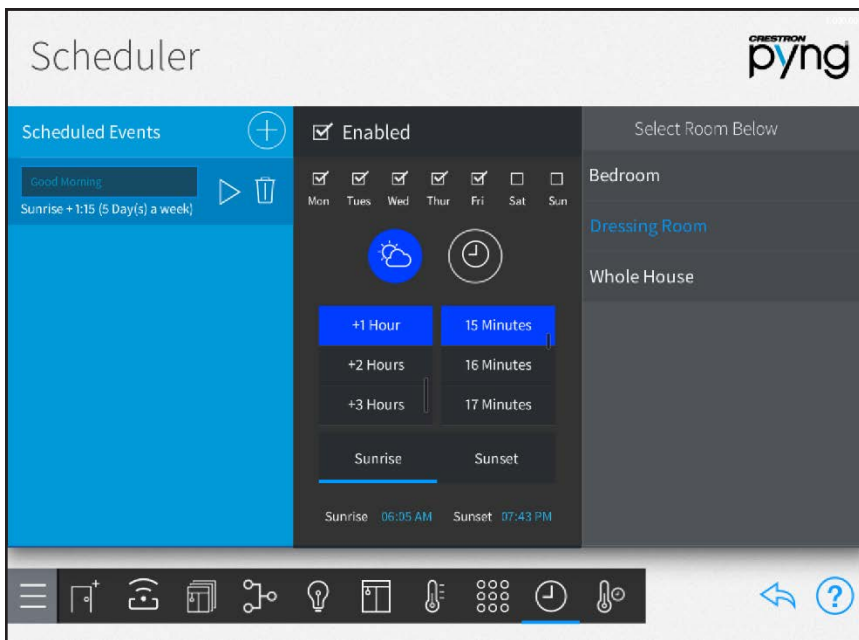 Scheduler
CRESTRON
pyng
Scheduled Events
Good Morning
Sunrise + 1:15 (5 Day(s) a week)
Enabled
Mon Tues Wed Thur Fri Sat Sun
+1 Hour 15 Minutes
+2 Hours 16 Minutes
+3 Hours 17 Minutes
Sunrise Sunset
Sunrise 06:05 AM Sunset 07:43 PM
Select Room Below
Bedroom
Dressing Room
Whole House
?